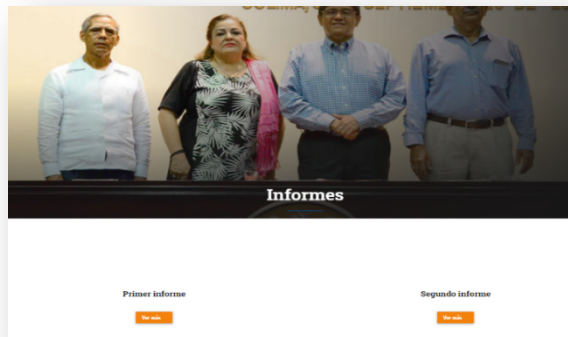 Informes
Primer informe
Segundo informe
Ver más
Ver más